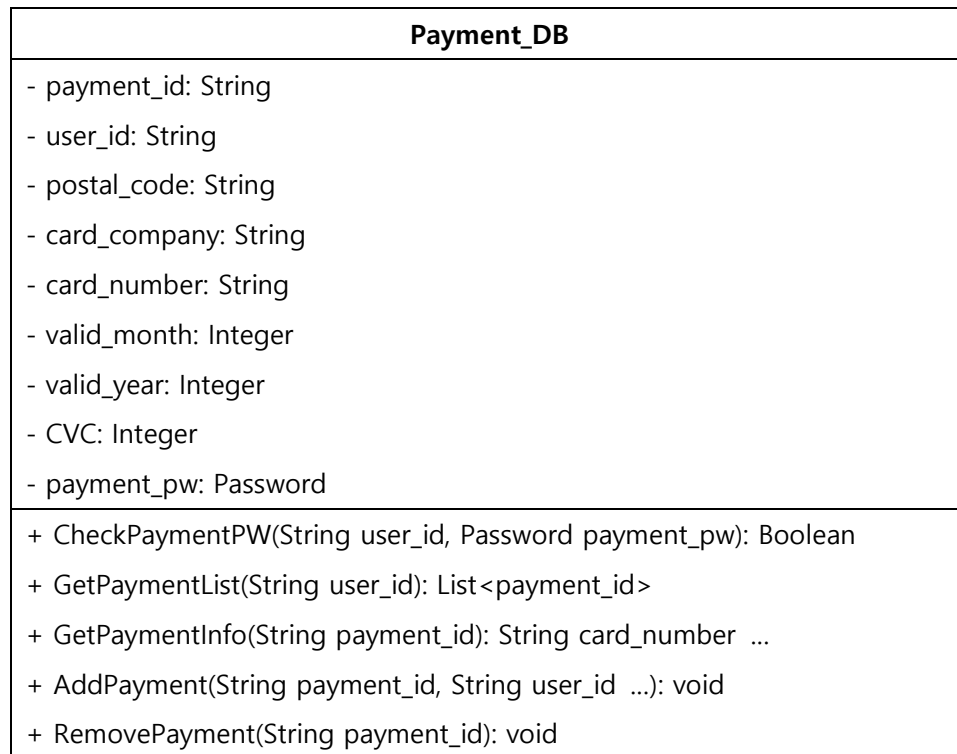 Payment_DB
- payment_id: String
- user_id: String
- postal_code: String
- card_company: String
- card_number: String
- valid_month: Integer
- valid_year: Integer
- CVC: Integer
- payment_pw: Password
+ CheckPaymentPW(String user_id, Password payment_pw): Boolean
+ GetPaymentList(String user_id): List<payment_id>
+ GetPaymentInfo(String payment_id): String card_number ...
+ AddPayment(String payment_id, String user_id ...): void
+ RemovePayment(String payment_id): void